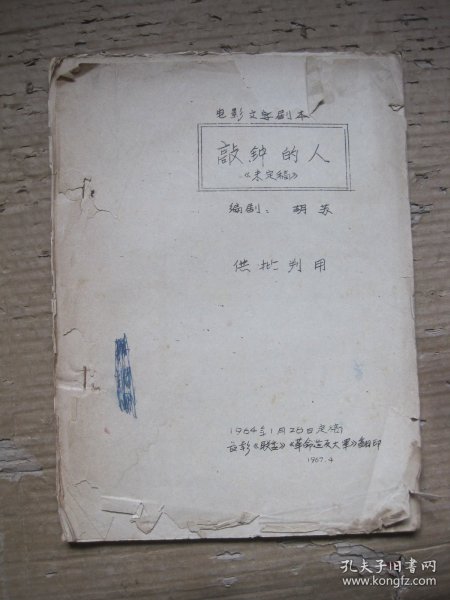 电影文学剧本
敲钟的人
《未定稿》
编剧：胡苏
供批判用
1964年1月26日定稿
长影《联总》《革命造反大军》翻印
1967.4
孔夫子旧书网
www.kongfz.com